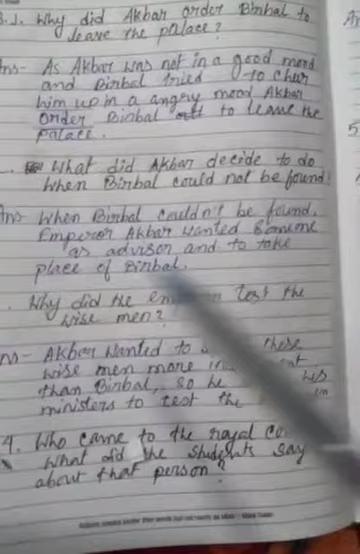 1. Why did Akbar order Birbal to
leave the palace?
Ans- As Akbar was not in a good mood
and Birbal tried to chur
him up in a angry mood Akbar
order Birbal to leave the
palace.
What did Akbar decide to do
When Birbal could not be found?
Ans- When Birbal couldn't be found,
Emperor Akbar wanted
as advisor and to take
place of Birbal.
Why did the test the
wise men?
Ans- Akbar wanted to these
wise men more
than Birbal, so he his
ministers to test the
4. Who came to the royal
What did the students say
about that person?